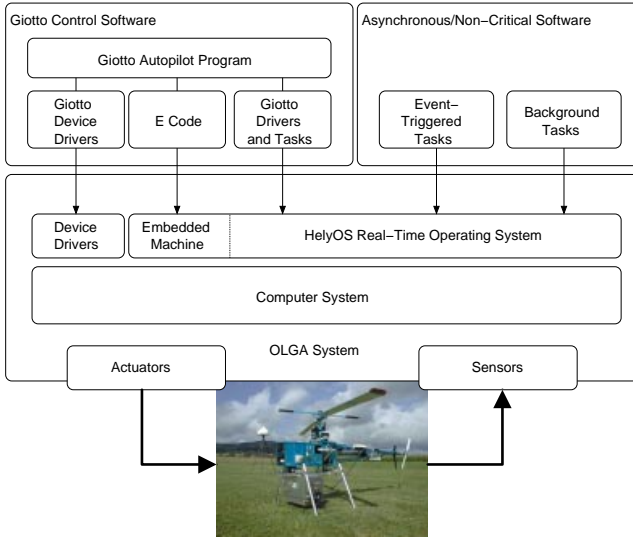 Giotto Control Software
Asynchronous/Non−Critical Software
Giotto Autopilot Program
Giotto
Device
Drivers
E Code
Giotto
Drivers
and Tasks
Event−
Triggered
Tasks
Background
Tasks
Device
Drivers
Embedded
Machine
HelyOS Real−Time Operating System
Computer System
OLGA System
Actuators
Sensors